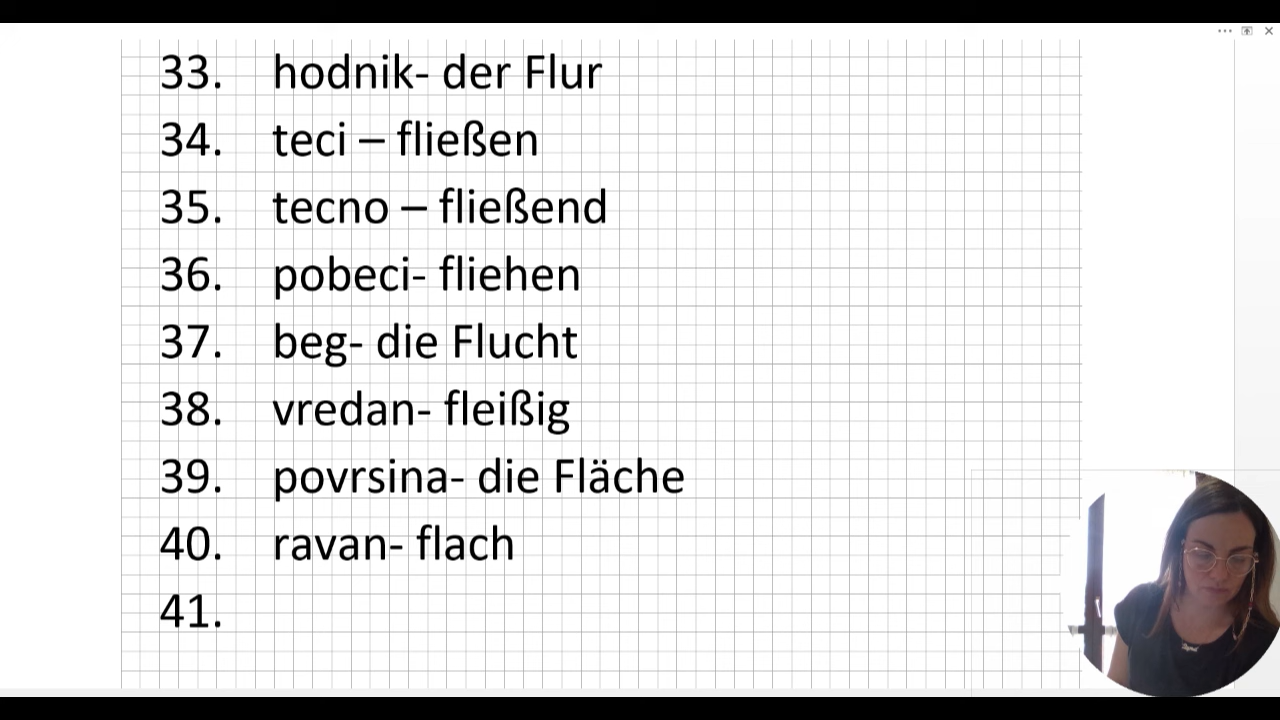 33. hodnik- der Flur
34. teci – fließen
35. tecno – fließend
36. pobeci- fliehen
37. beg- die Flucht
38. vredan- fleißig
39. povrsina- die Fläche
40. ravan- flach
41.